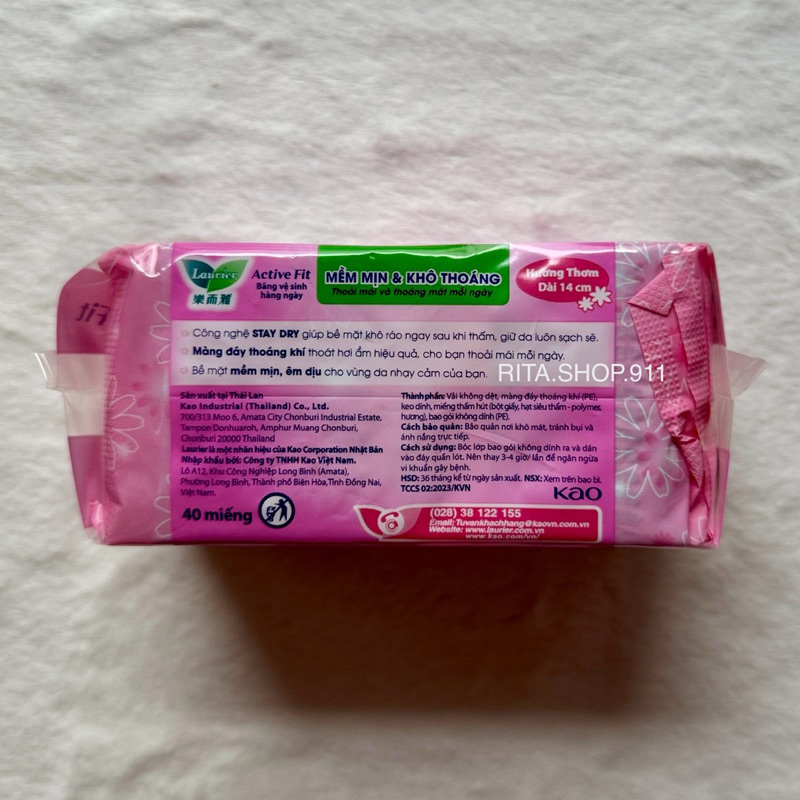 Fit
Laurier
樂而雅
Active Fit
Băng vệ sinh
hàng ngày
MỀM MỊN & KHÔ THOÁNG
Thoải mái và thoáng mát mỗi ngày
Hương Thơm
Dài 14 cm
Công nghệ STAY DRY giúp bề mặt khô ráo ngay sau khi thấm, giữ da luôn sạch sẽ.
Màng đáy thoáng khí thoát hơi ẩm hiệu quả, cho bạn thoải mái mỗi ngày.
Bề mặt mềm mịn, êm dịu cho vùng da nhạy cảm của bạn.
RITA.SHOP.911
Sản xuất tại Thái Lan
Kao Industrial (Thailand) Co., Ltd.
700/313 Moo 6, Amata City Chonburi Industrial Estate,
Tampon Donhuaroh, Amphur Muang Chonburi,
Chonburi 20000 Thailand
Laurier là một nhãn hiệu của Kao Corporation Nhật Bản
Nhập khẩu bởi: Công ty TNHH Kao Việt Nam.
Lô A12, Khu Công Nghiệp Long Bình (Amata),
Phường Long Bình, Thành phố Biên Hòa,Tỉnh Đồng Nai,
Việt Nam.
40 miếng
Thành phần: Vải không dệt, màng đáy thoáng khí (PE),
keo dính, miếng thấm hút (bột giấy, hạt siêu thấm - polymes,
hương), bao gói không dính (PE).
Cách bảo quản: Bảo quản nơi khô mát, tránh bụi và
ánh nắng trực tiếp.
Cách sử dụng: Bóc lớp bao gói không dính ra và dán
vào đáy quần lót. Nên thay 3-4 giờ/ lần để ngăn ngừa
vi khuẩn gây bệnh.
HSD: 36 tháng kể từ ngày sản xuất. NSX: Xem trên bao bì.
TCCS 02:2023/KVN
Kao
(028) 38 122 155
Email: Tuvankhachhang@kaovn.com.vn
Website: www.laurier.com.vn
www.kao.com/vn/